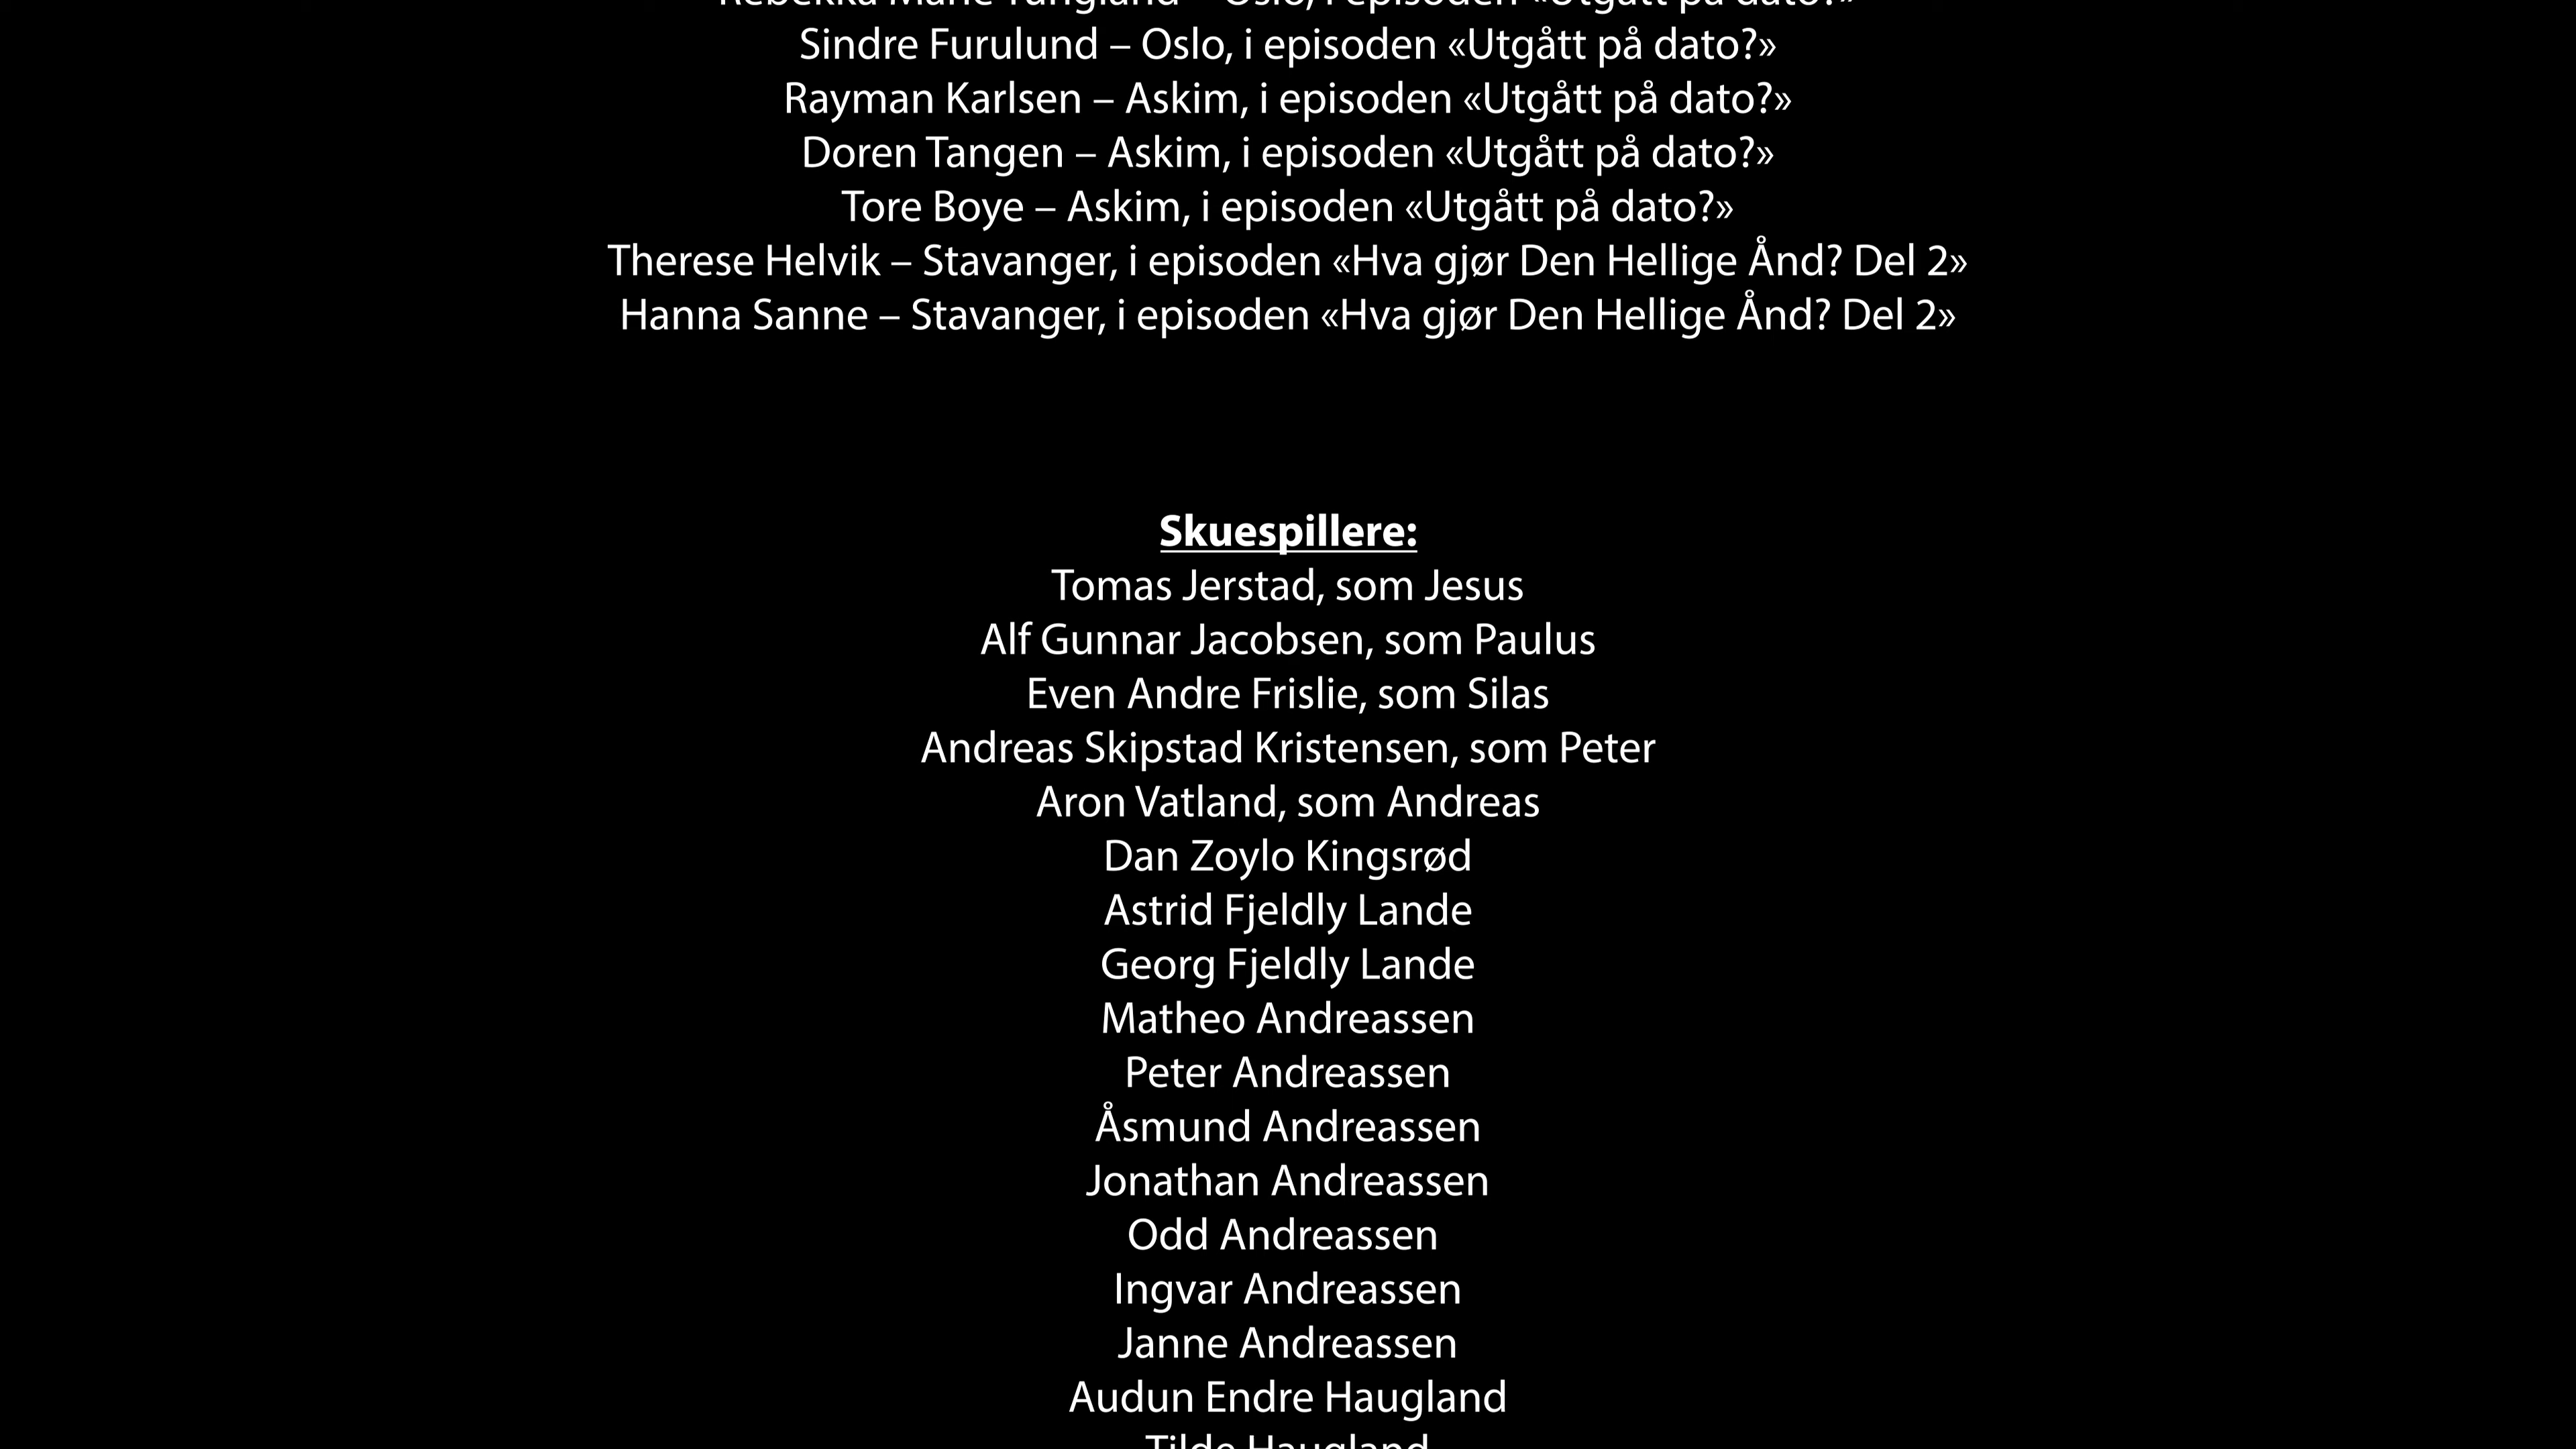 Sindre Furulund – Oslo, i episoden «Utgått på dato?»
Rayman Karlsen – Askim, i episoden «Utgått på dato?»
Doren Tangen – Askim, i episoden «Utgått på dato?»
Tore Boye – Askim, i episoden «Utgått på dato?»
Therese Helvik – Stavanger, i episoden «Hva gjør Den Hellige Ånd? Del 2»
Hanna Sanne – Stavanger, i episoden «Hva gjør Den Hellige Ånd? Del 2»
Skuespillere:
Tomas Jerstad, som Jesus
Alf Gunnar Jacobsen, som Paulus
Even Andre Frislie, som Silas
Andreas Skipstad Kristensen, som Peter
Aron Vatland, som Andreas
Dan Zoylo Kingsrød
Astrid Fjeldly Lande
Georg Fjeldly Lande
Matheo Andreassen
Peter Andreassen
Åsmund Andreassen
Jonathan Andreassen
Odd Andreassen
Ingvar Andreassen
Janne Andreassen
Audun Endre Haugland
Tilde Haugland